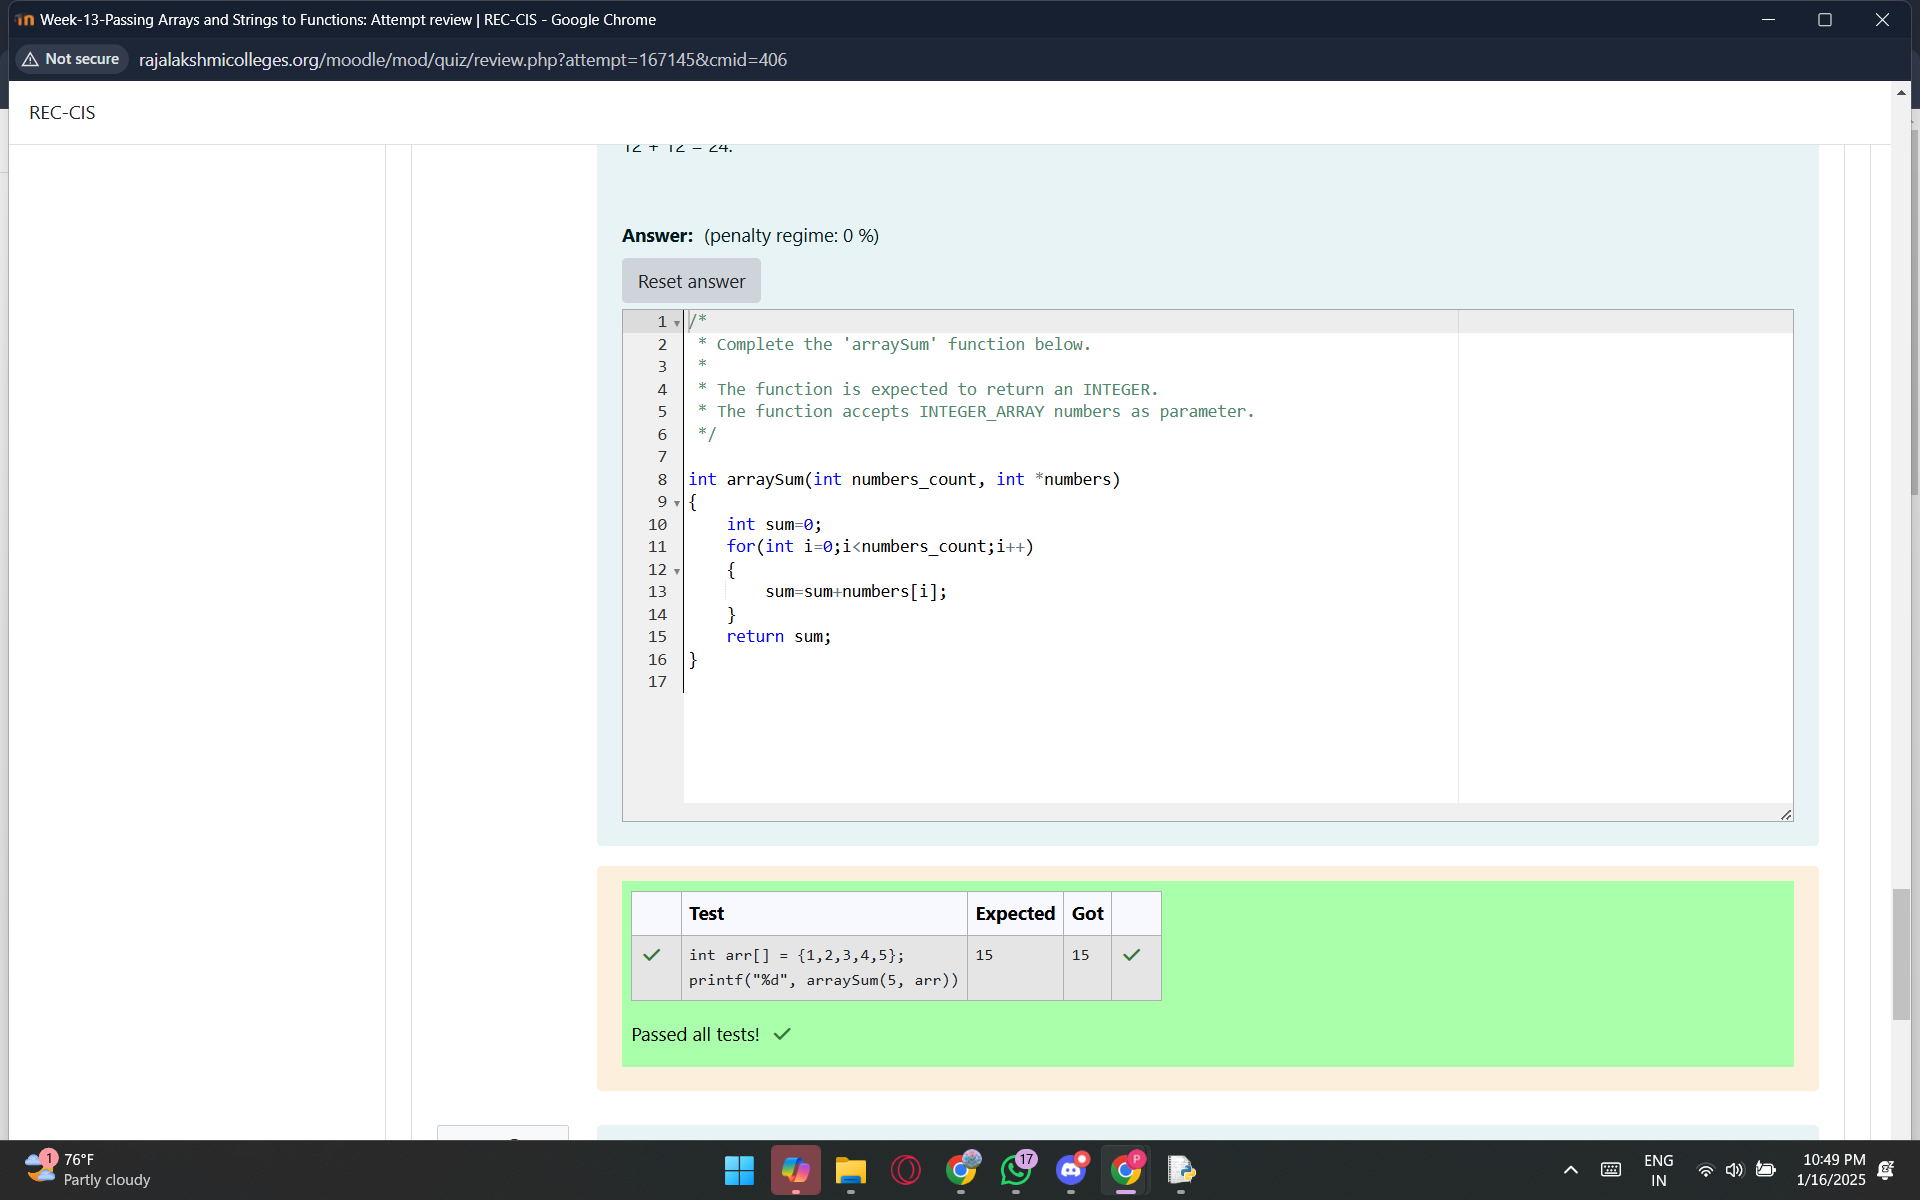 Week-13-Passing Arrays and Strings to Functions: Attempt review | REC-CIS - Google Chrome
Not secure rajalakshmicolleges.org/moodle/mod/quiz/review.php?attempt=167145&cmid=406
REC-CIS
12 + 12 = 24.
Answer: (penalty regime: 0 %)
Reset answer
1 /*
2 * Complete the 'arraySum' function below.
3 *
4 * The function is expected to return an INTEGER.
5 * The function accepts INTEGER_ARRAY numbers as parameter.
6 */
7
8 int arraySum(int numbers_count, int *numbers)
9 {
10 int sum=0;
11 for(int i=0;i<numbers_count;i++)
12 {
13 sum=sum+numbers[i];
14 }
15 return sum;
16 }
17
Test Expected Got
int arr[] = {1,2,3,4,5}; 15 15
printf("%d", arraySum(5, arr))
Passed all tests!
1 76°F
Partly cloudy
17
P
ENG
IN
10:49 PM
1/16/2025